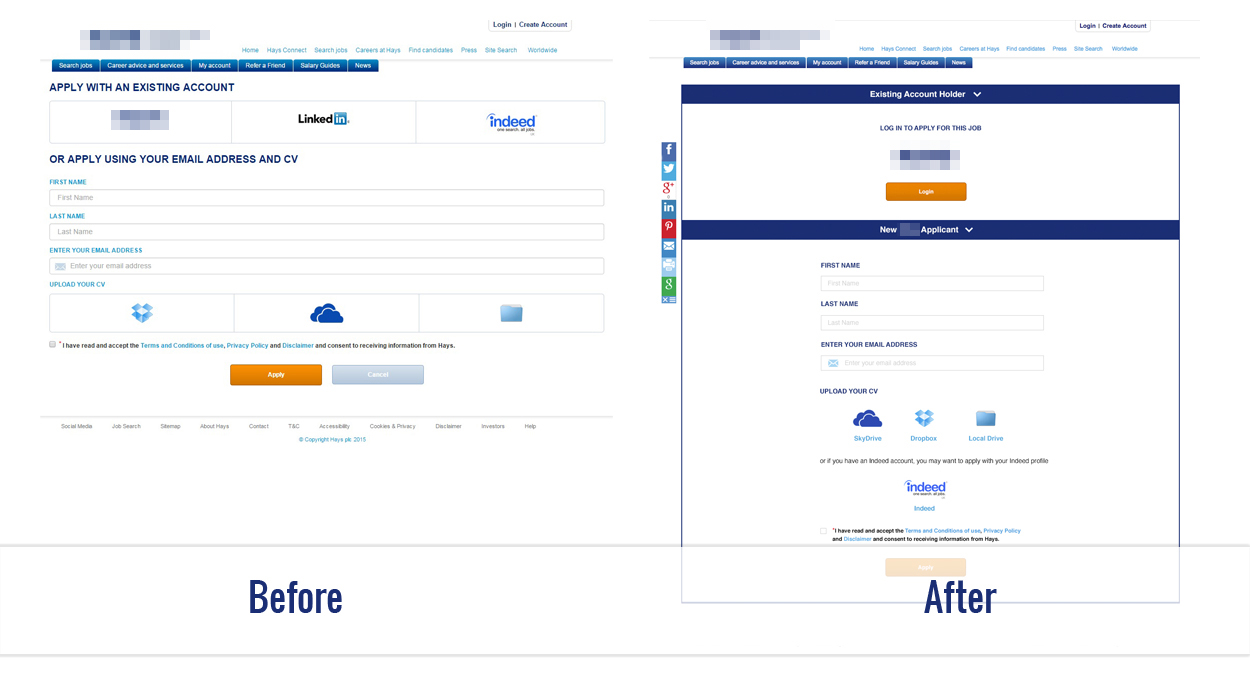 Login | Create Account
Home Hays Connect Search jobs Careers at Hays Find candidates Press Site Search Worldwide
Search jobs Career advice and services My account Refer a Friend Salary Guides News
APPLY WITH AN EXISTING ACCOUNT
Linked in
indeed
one search. all jobs.
OR APPLY USING YOUR EMAIL ADDRESS AND CV
FIRST NAME
First Name
LAST NAME
Last Name
ENTER YOUR EMAIL ADDRESS
Enter your email address
UPLOAD YOUR CV
*I have read and accept the Terms and Conditions of use, Privacy Policy and Disclaimer and consent to receiving information from Hays.
Apply Cancel
Social Media Job Search Sitemap About Hays Contact T&C Accessibility Cookies & Privacy Disclaimer Investors Help
© Copyright Hays plc 2015
Before
Login | Create Account
Home Hays Connect Search jobs Careers at Hays Find candidates Press Site Search Worldwide
Search jobs Career advice and services My account Refer a Friend Salary Guides News
Existing Account Holder
LOG IN TO APPLY FOR THIS JOB
Login
New Applicant
FIRST NAME
First Name
LAST NAME
Last Name
ENTER YOUR EMAIL ADDRESS
Enter your email address
UPLOAD YOUR CV
SkyDrive Dropbox Local Drive
or if you have an Indeed account, you may want to apply with your Indeed profile
indeed
one search. all jobs.
Indeed
*I have read and accept the Terms and Conditions of use, Privacy Policy
and Disclaimer and consent to receiving information from Hays.
Apply
After